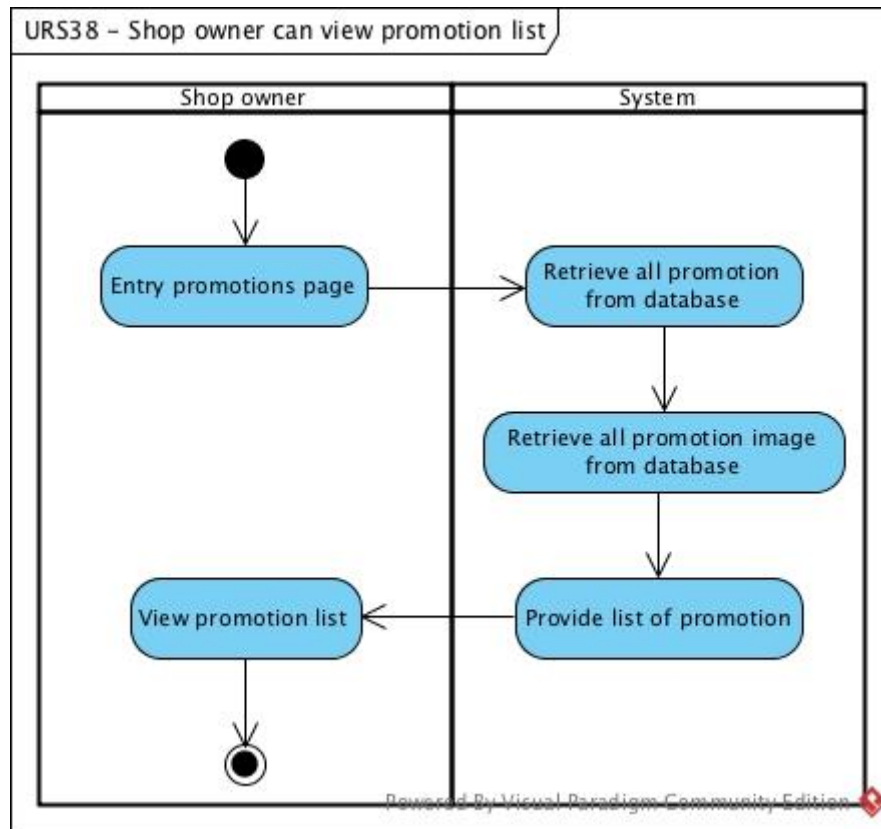 URS38 – Shop owner can view promotion list
Shop owner
System
Entry promotions page
Retrieve all promotion
from database
Retrieve all promotion image
from database
View promotion list
Provide list of promotion
Powered By Visual Paradigm Community Edition